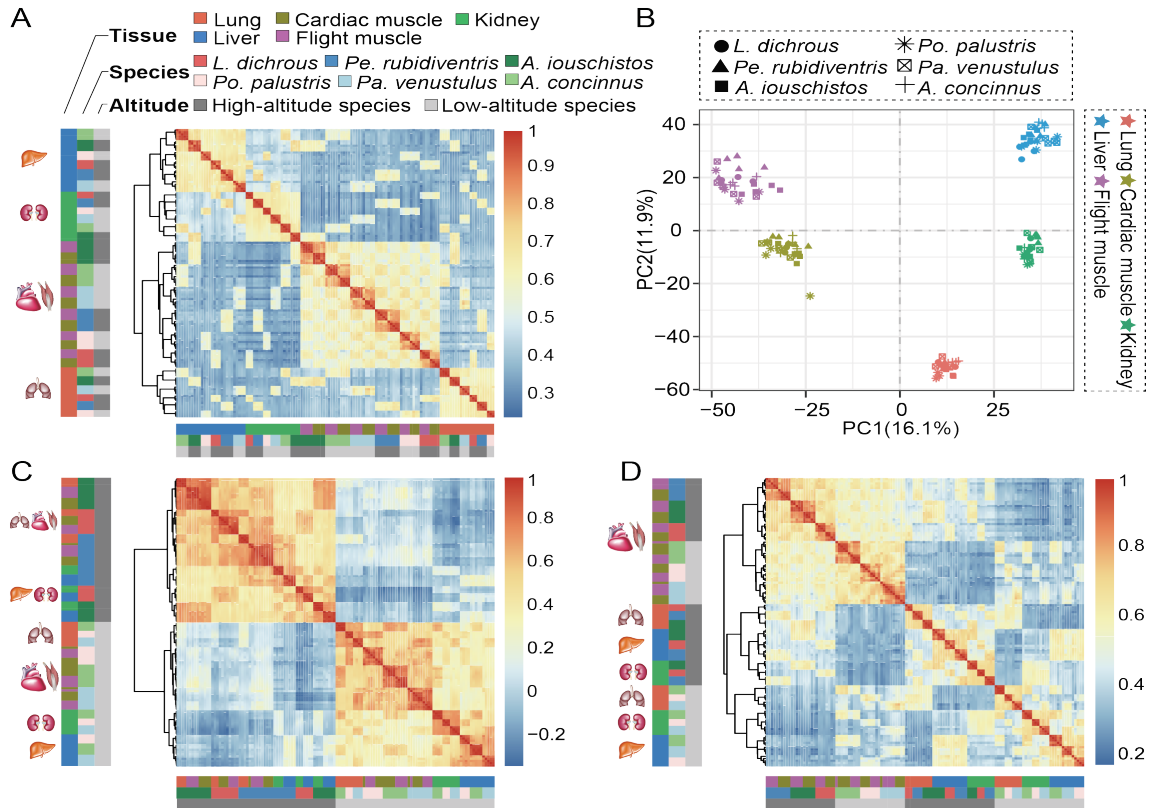 A
Tissue
Lung
Cardiac muscle
Kidney
Liver
Flight muscle
Species
L. dichrous
Pe. rubidiventris
A. iouschistos
Po. palustris
Pa. venustulus
A. concinnus
Altitude
High-altitude species
Low-altitude species
1
0.9
0.8
0.7
0.6
0.5
0.4
0.3
B
L. dichrous
Po. palustris
Pe. rubidiventris
Pa. venustulus
A. iouschistos
A. concinnus
40
20
0
−20
−40
−60
PC2(11.9%)
−50
−25
0
25
PC1(16.1%)
Lung
Cardiac muscle
Kidney
Liver
Flight muscle
C
1
0.8
0.6
0.4
0.2
0
−0.2
D
1
0.8
0.6
0.4
0.2